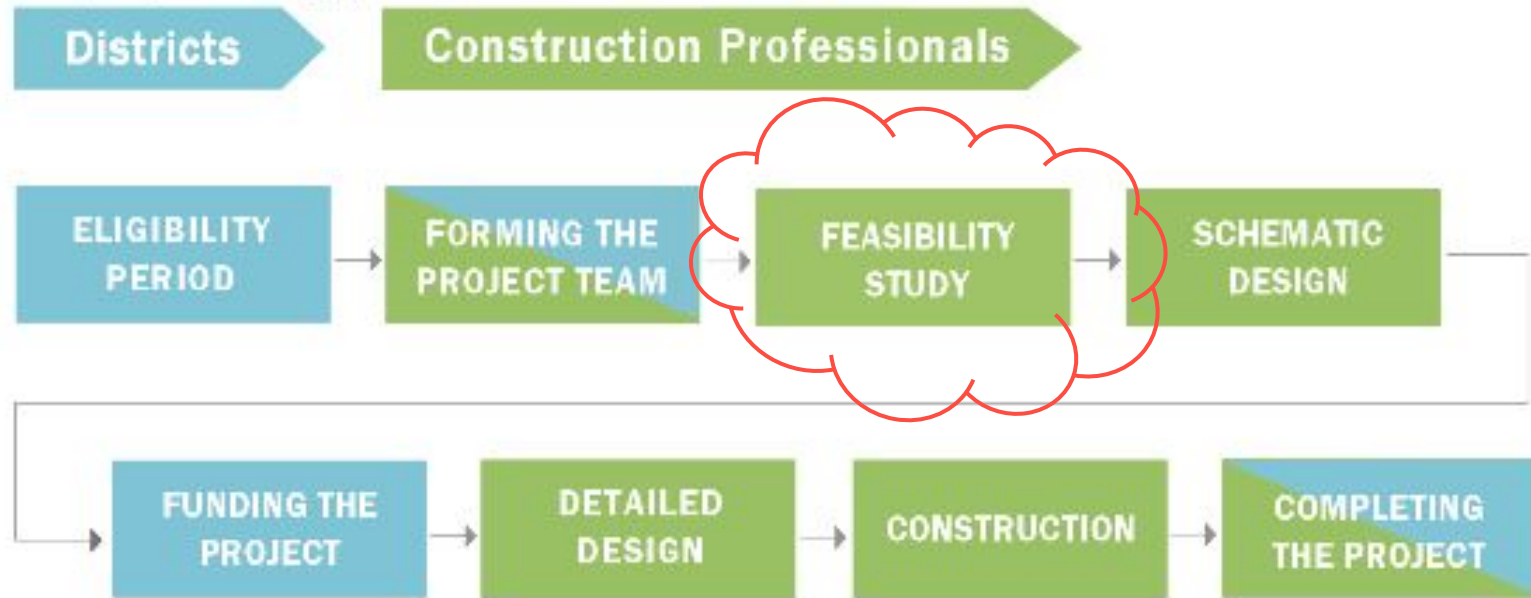 Districts
Construction Professionals
ELIGIBILITY
PERIOD
FORMING THE
PROJECT TEAM
FEASIBILITY
STUDY
SCHEMATIC
DESIGN
FUNDING THE
PROJECT
DETAILED
DESIGN
CONSTRUCTION
COMPLETING
THE PROJECT